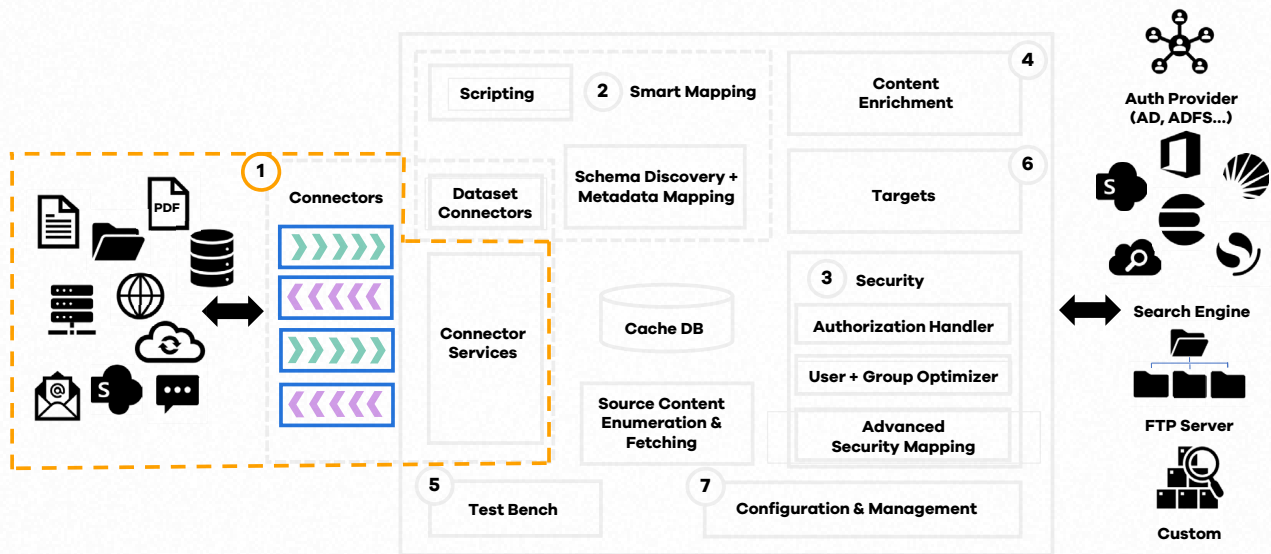 Scripting
2
Smart Mapping
4
Content
Enrichment
Auth Provider
(AD, ADFS...)
1
PDF
Connectors
Dataset
Connectors
Schema Discovery +
Metadata Mapping
6
Targets
S
3
Security
Connector
Services
Cache DB
Authorization Handler
User + Group Optimizer
Search Engine
@
S
Source Content
Enumeration &
Fetching
Advanced
Security Mapping
FTP Server
5
Test Bench
7
Configuration & Management
Custom